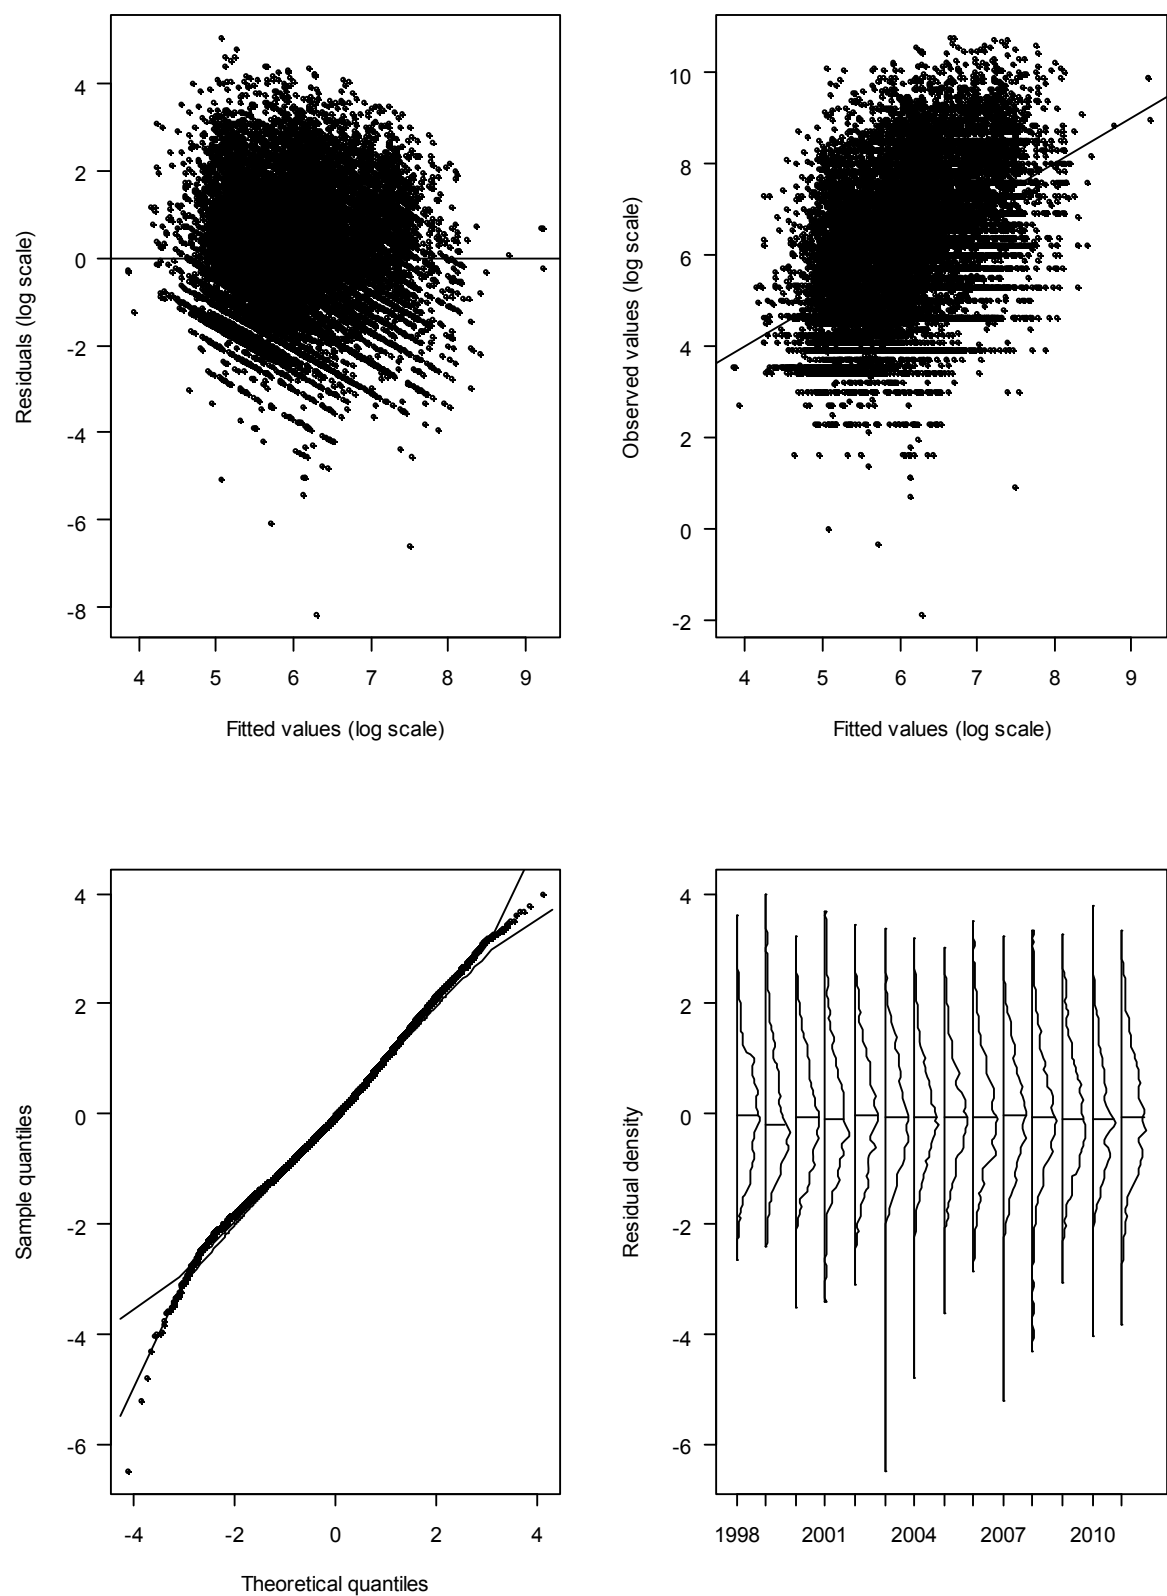 4
2
0
-2
-4
-6
-8
Residuals (log scale)
4 5 6 7 8 9
Fitted values (log scale)
10
8
6
4
2
0
-2
Observed values (log scale)
4 5 6 7 8 9
Fitted values (log scale)
4
2
0
-2
-4
-6
Sample quantiles
-4 -2 0 2 4
Theoretical quantiles
4
2
0
-2
-4
-6
Residual density
1998 2001 2004 2007 2010